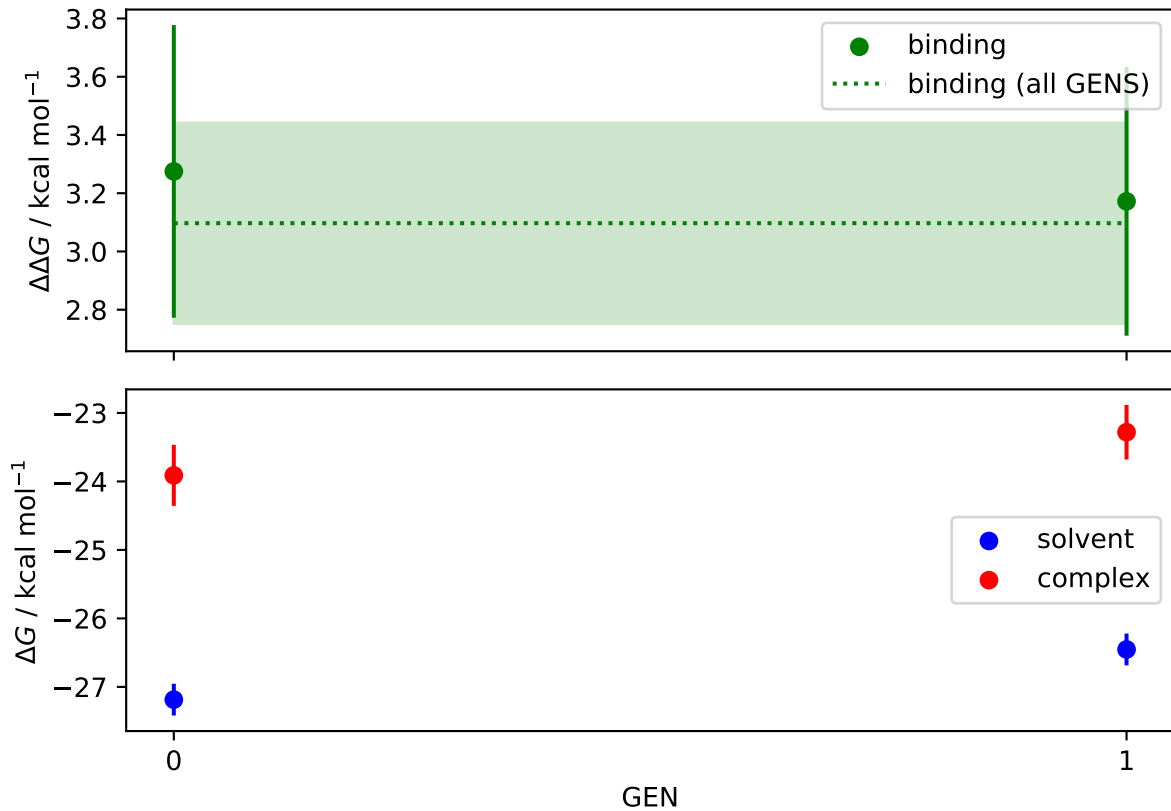 3.8
3.6
3.4
3.2
3.0
2.8
ΔΔG / kcal mol⁻¹
binding
binding (all GENS)
−23
−24
−25
−26
−27
ΔG / kcal mol⁻¹
solvent
complex
0 1
GEN